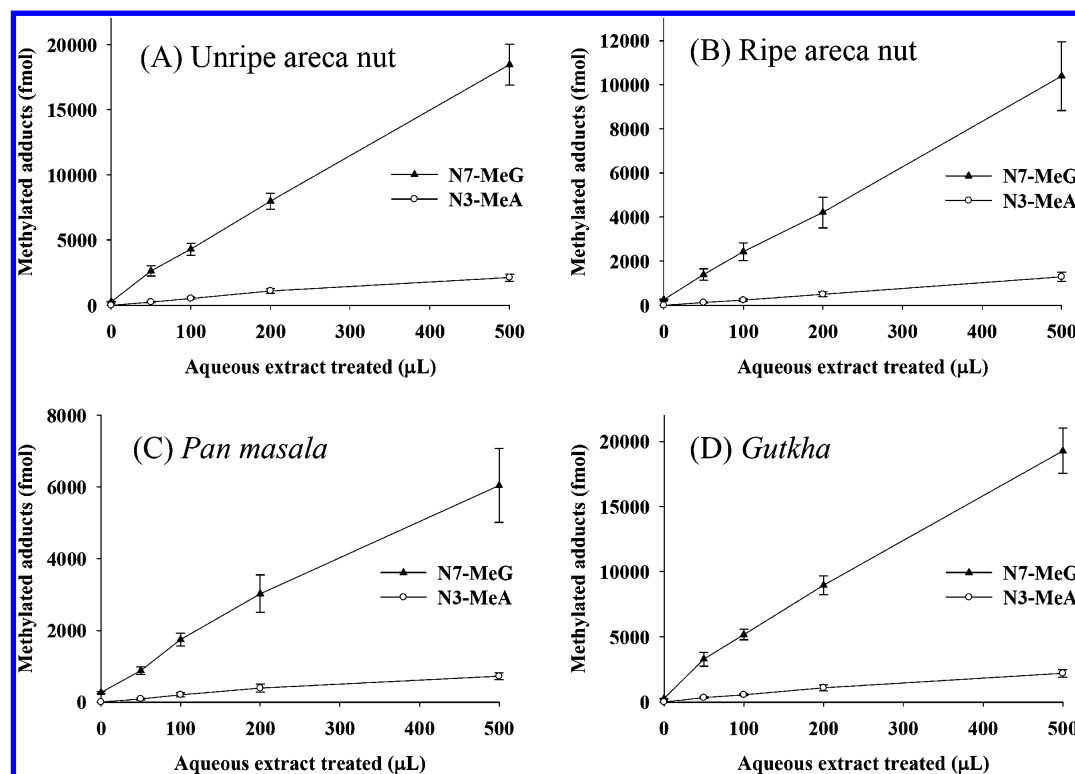 (A) Unripe areca nut
Methylated adducts (fmol)
20000
15000
10000
5000
0
N7-MeG
N3-MeA
0 100 200 300 400 500
Aqueous extract treated (μL)
(B) Ripe areca nut
Methylated adducts (fmol)
12000
10000
8000
6000
4000
2000
0
N7-MeG
N3-MeA
0 100 200 300 400 500
Aqueous extract treated (μL)
(C) Pan masala
Methylated adducts (fmol)
8000
6000
4000
2000
0
N7-MeG
N3-MeA
0 100 200 300 400 500
Aqueous extract treated (μL)
(D) Gutkha
Methylated adducts (fmol)
20000
15000
10000
5000
0
N7-MeG
N3-MeA
0 100 200 300 400 500
Aqueous extract treated (μL)